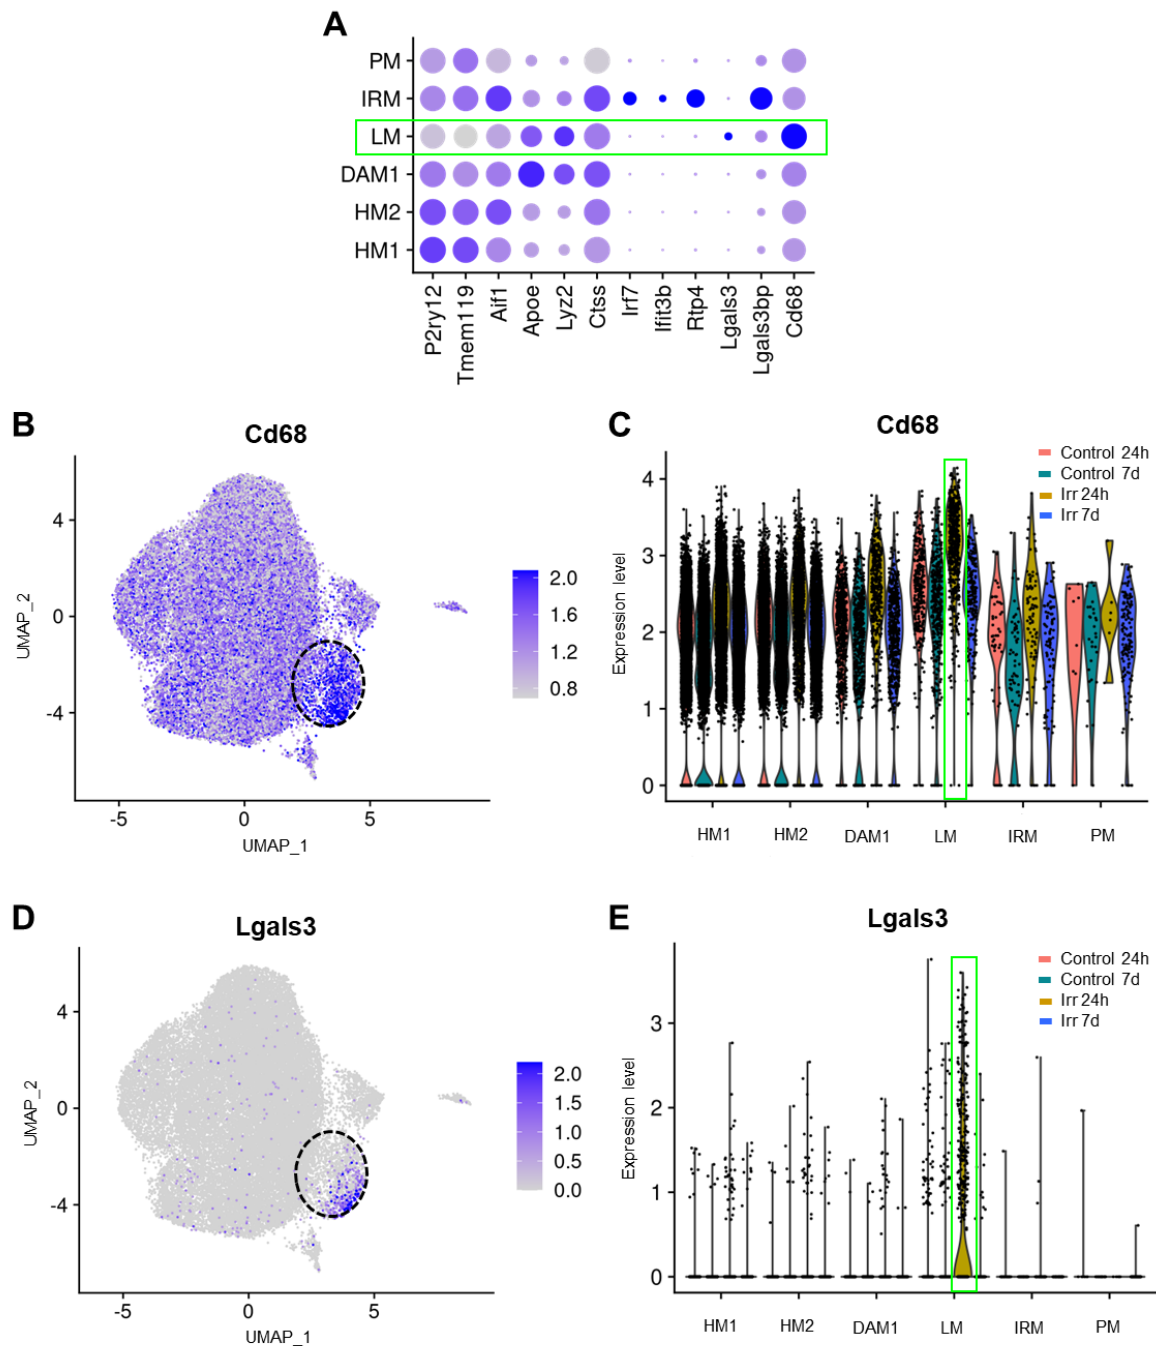 A
PM
IRM
LM
DAM1
HM2
HM1
P2ry12
Tmem119
Aif1
Apoe
Lyz2
Ctss
Irf7
Ifit3b
Rtp4
Lgals3
Lgals3bp
Cd68
B
Cd68
UMAP_2
4
0
-4
-5 0 5
UMAP_1
2.0
1.6
1.2
0.8
C
Cd68
Expression level
4
3
2
1
0
Control 24h
Control 7d
Irr 24h
Irr 7d
HM1 HM2 DAM1 LM IRM PM
D
Lgals3
UMAP_2
4
0
-4
-5 0 5
UMAP_1
2.0
1.5
1.0
0.5
0.0
E
Lgals3
Expression level
3
2
1
0
Control 24h
Control 7d
Irr 24h
Irr 7d
HM1 HM2 DAM1 LM IRM PM